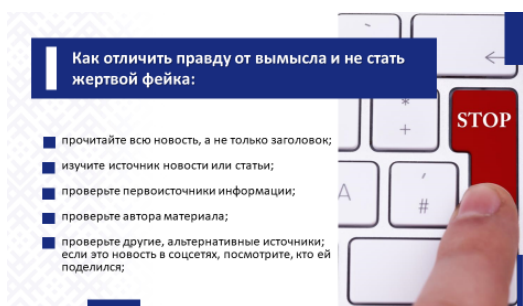 Как отличить правду от вымысла и не стать
жертвой фейка:
прочитайте всю новость, а не только заголовок;
изучите источник новости или статьи;
проверьте первоисточники информации;
проверьте автора материала;
проверьте другие, альтернативные источники;
если это новость в соцсетях, посмотрите, кто ей
поделился;
*
+
STOP
A
'
#